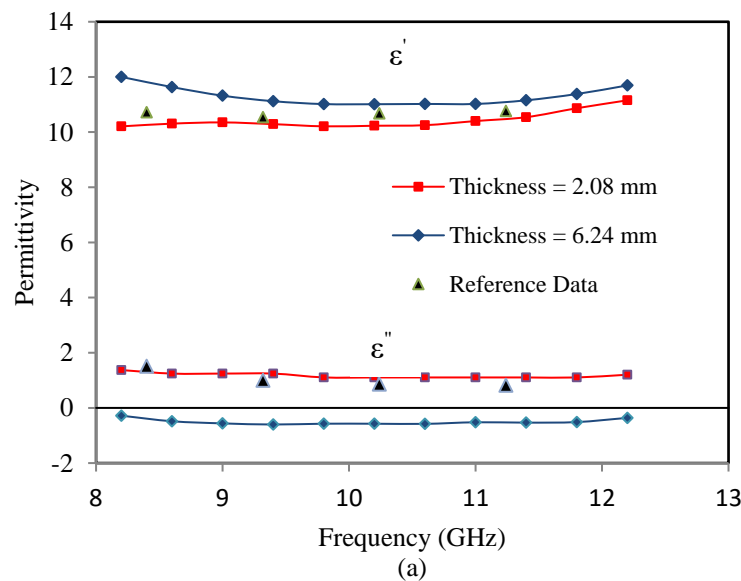 14
12
10
8
6
4
2
0
-2
ε'
Thickness = 2.08 mm
Thickness = 6.24 mm
Reference Data
ε"
Permittivity
8 9 10 11 12 13
Frequency (GHz)
(a)